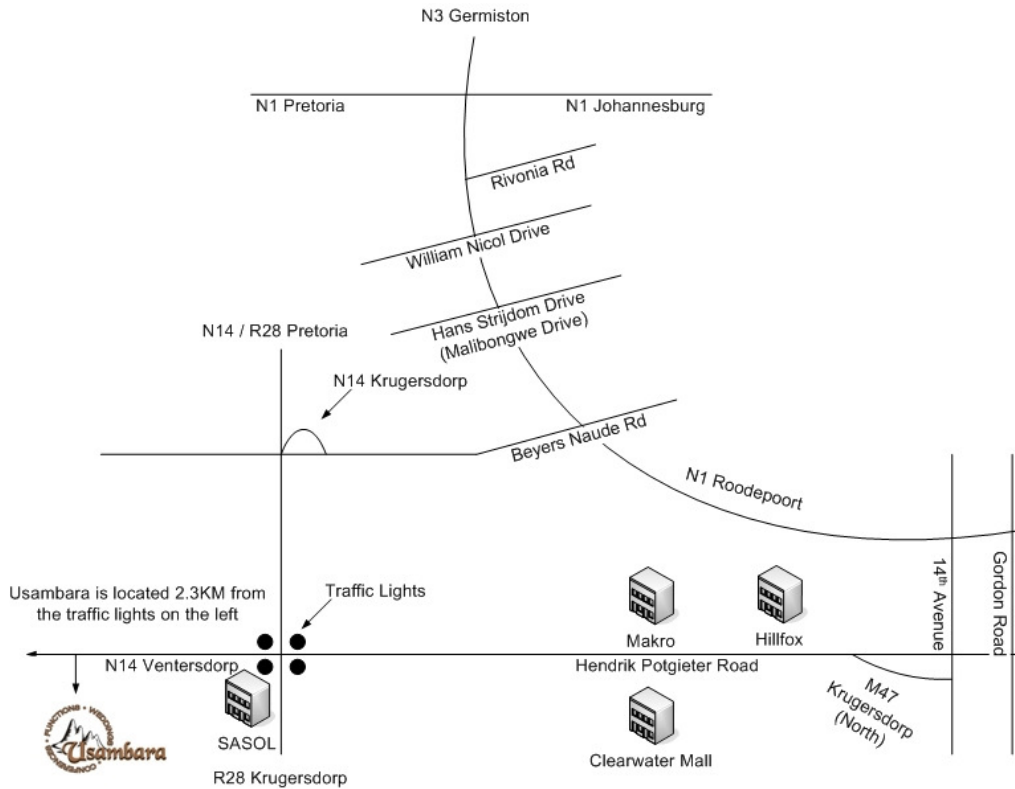 N3 Germiston
N1 Pretoria
N1 Johannesburg
Rivonia Rd
William Nicol Drive
Hans Strijdom Drive
(Malibongwe Drive)
N14 / R28 Pretoria
N14 Krugersdorp
Beyers Naude Rd
N1 Roodepoort
14th Avenue
Gordon Road
Usambara is located 2.3KM from
the traffic lights on the left
Traffic Lights
Makro
Hillfox
N14 Ventersdorp
Hendrik Potgieter Road
M47
Krugersdorp
(North)
FUNCTIONS • WEDDINGS
Usambara
CONFERENCES
SASOL
Clearwater Mall
R28 Krugersdorp